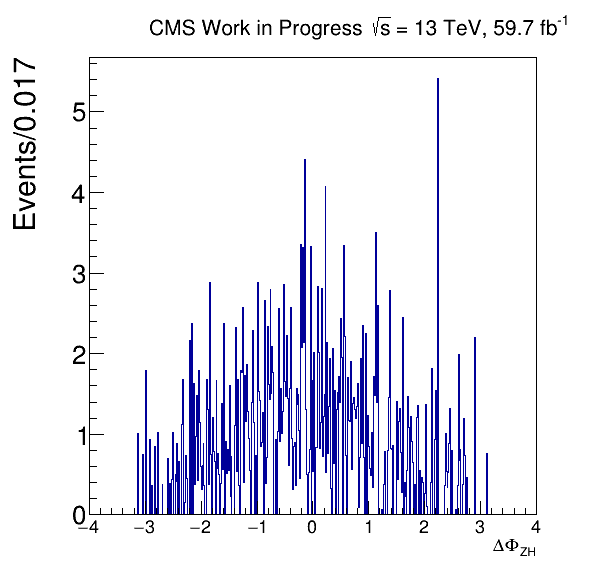 CMS Work in Progress √s = 13 TeV, 59.7 fb⁻¹
Events/0.017
5
4
3
2
1
0
−4 −3 −2 −1 0 1 2 3 4
ΔΦ_ZH